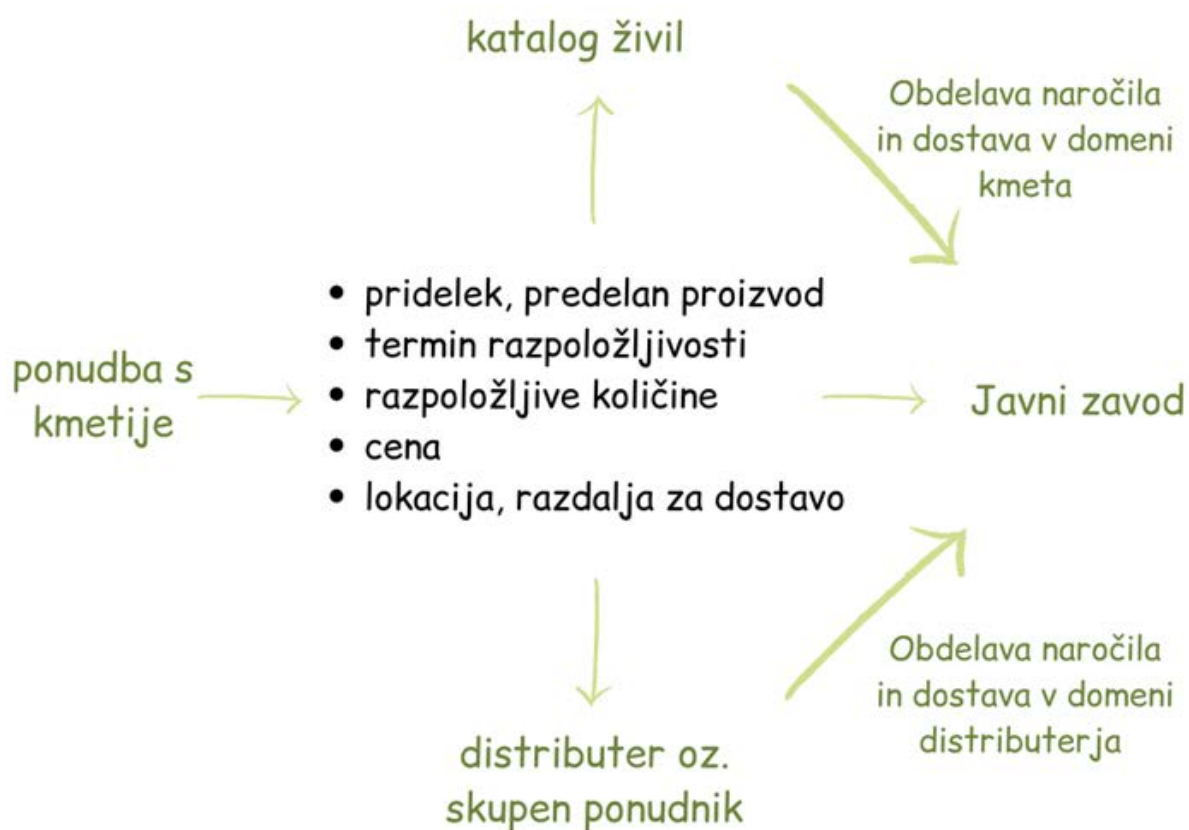 katalog živil
Obdelava naročila
in dostava v domeni
kmeta
ponudba s
kmetije
• pridelek, predelan proizvod
• termin razpoložljivosti
• razpoložljive količine
• cena
• lokacija, razdalja za dostavo
Javni zavod
Obdelava naročila
in dostava v domeni
distributerja
distributer oz.
skupen ponudnik